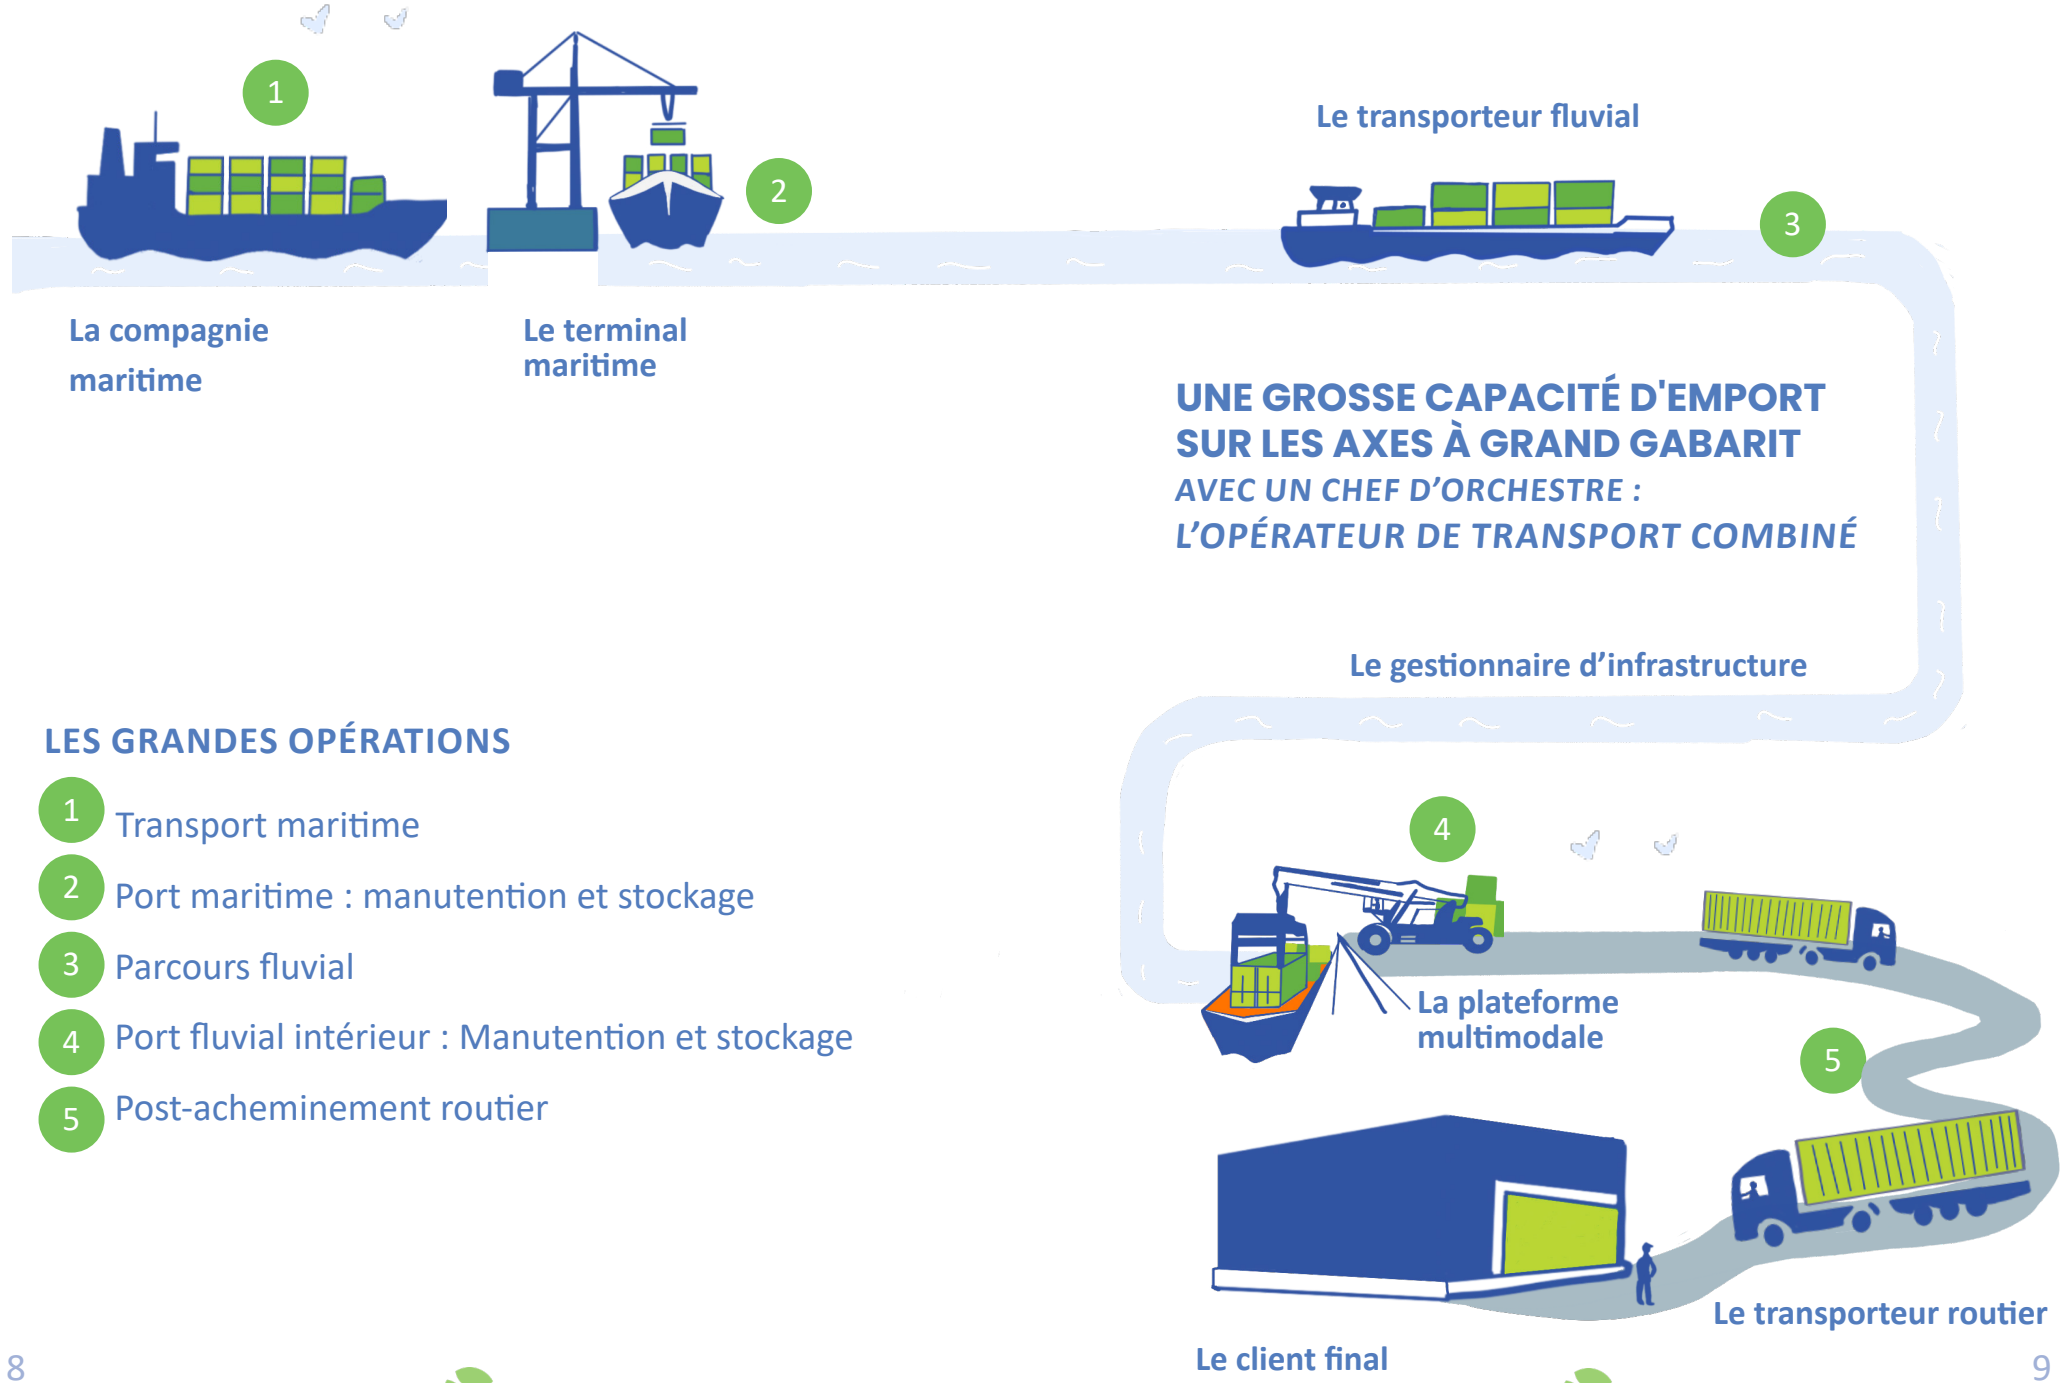 1
2
Le transporteur fluvial
3
La compagnie
maritime
Le terminal
maritime
UNE GROSSE CAPACITÉ D'EMPORT
SUR LES AXES À GRAND GABARIT
AVEC UN CHEF D’ORCHESTRE :
L’OPÉRATEUR DE TRANSPORT COMBINÉ
Le gestionnaire d’infrastructure
LES GRANDES OPÉRATIONS
1 Transport maritime
2 Port maritime : manutention et stockage
3 Parcours fluvial
4 Port fluvial intérieur : Manutention et stockage
5 Post-acheminement routier
4
La plateforme
multimodale
5
Le transporteur routier
Le client final
8
9